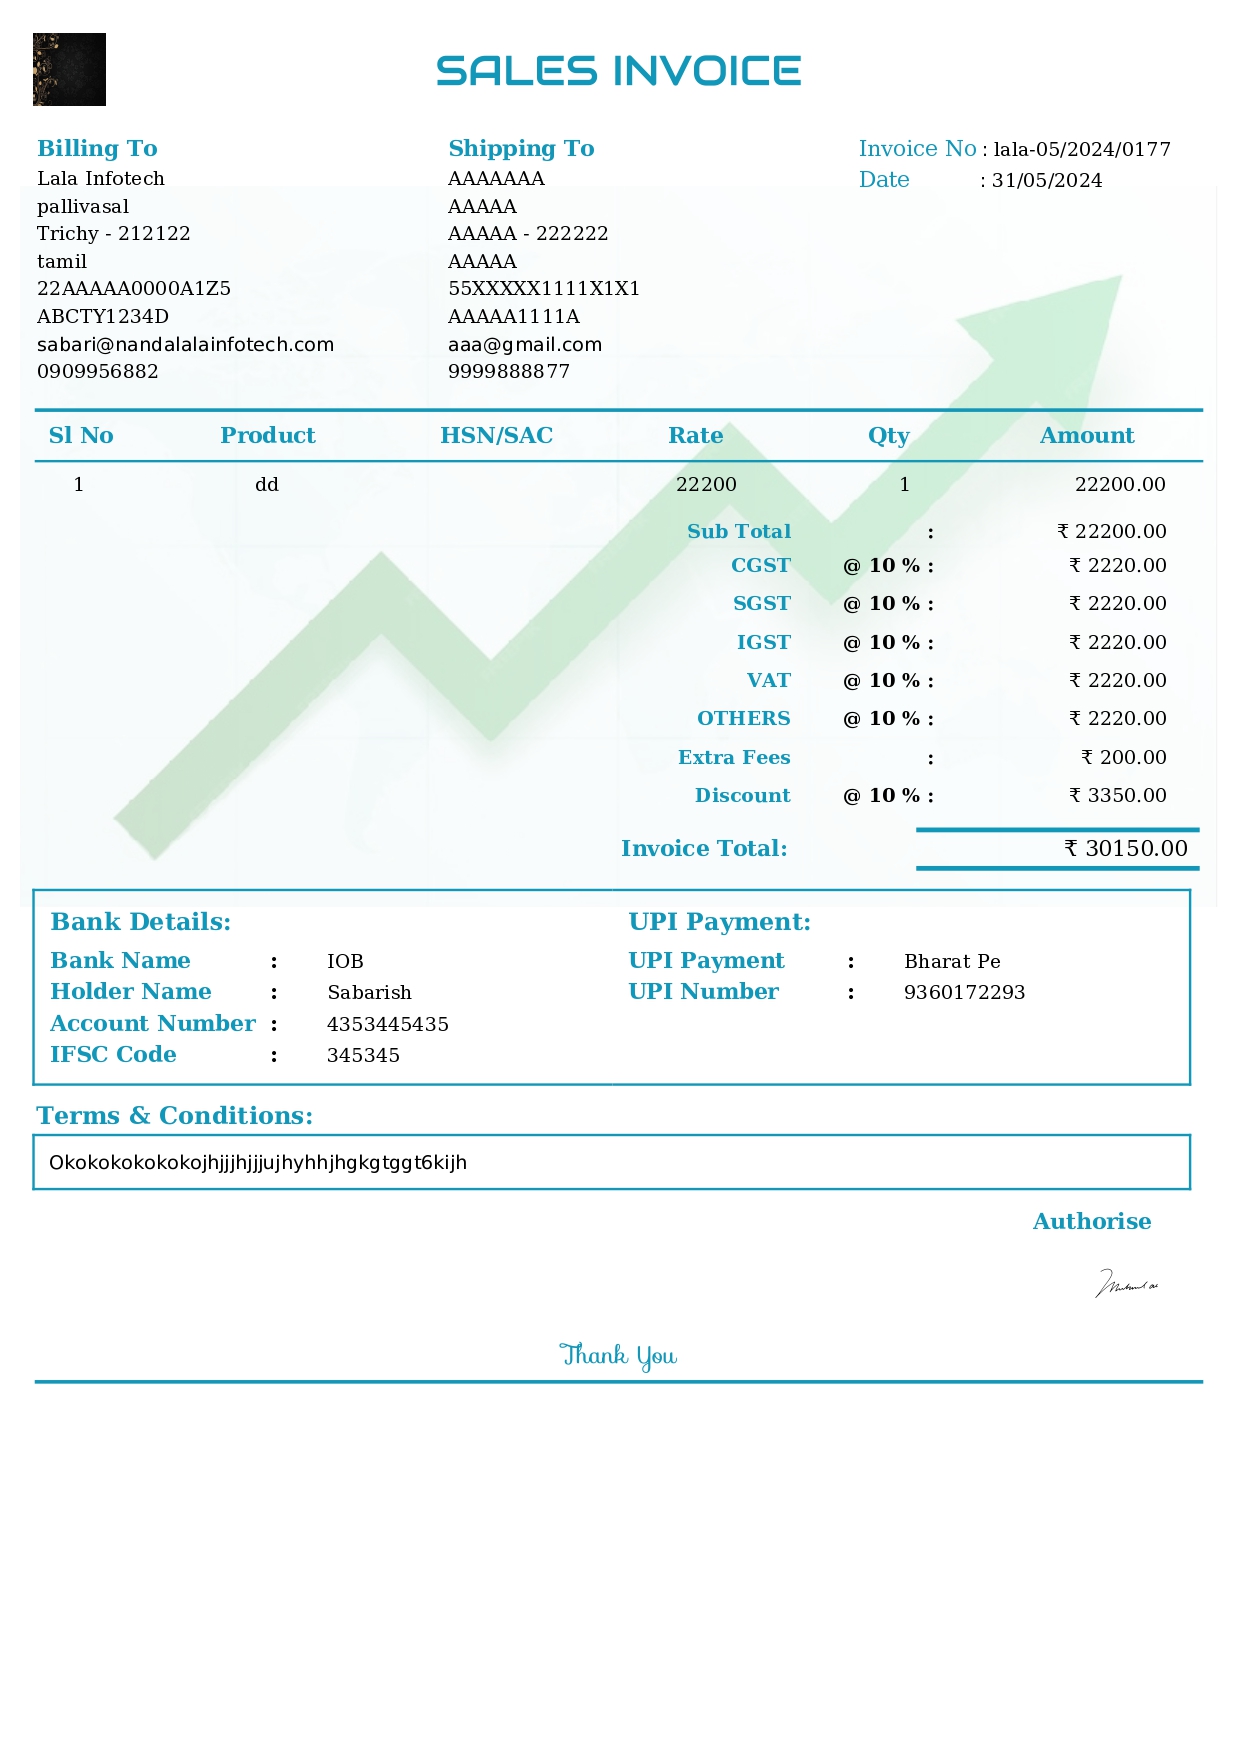 SALES INVOICE
Billing To
Lala Infotech
pallivasal
Trichy - 212122
tamil
22AAAAA0000A1Z5
ABCTY1234D
sabari@nandalalainfotech.com
0909956882
Shipping To
AAAAAAA
AAAAA
AAAAA - 222222
AAAAA
55XXXXX1111X1X1
AAAAA1111A
aaa@gmail.com
9999888877
Invoice No : lala-05/2024/0177
Date : 31/05/2024
Sl No Product HSN/SAC Rate Qty Amount
1 dd 22200 1 22200.00
Sub Total : ₹ 22200.00
CGST @ 10 % : ₹ 2220.00
SGST @ 10 % : ₹ 2220.00
IGST @ 10 % : ₹ 2220.00
VAT @ 10 % : ₹ 2220.00
OTHERS @ 10 % : ₹ 2220.00
Extra Fees : ₹ 200.00
Discount @ 10 % : ₹ 3350.00
Invoice Total: ₹ 30150.00
Bank Details:
Bank Name : IOB
Holder Name : Sabarish
Account Number : 4353445435
IFSC Code : 345345
UPI Payment:
UPI Payment : Bharat Pe
UPI Number : 9360172293
Terms & Conditions:
Okokokokokokojhjjjhjjjujhyhhjhgkgtggt6kijh
Authorise
Thank You